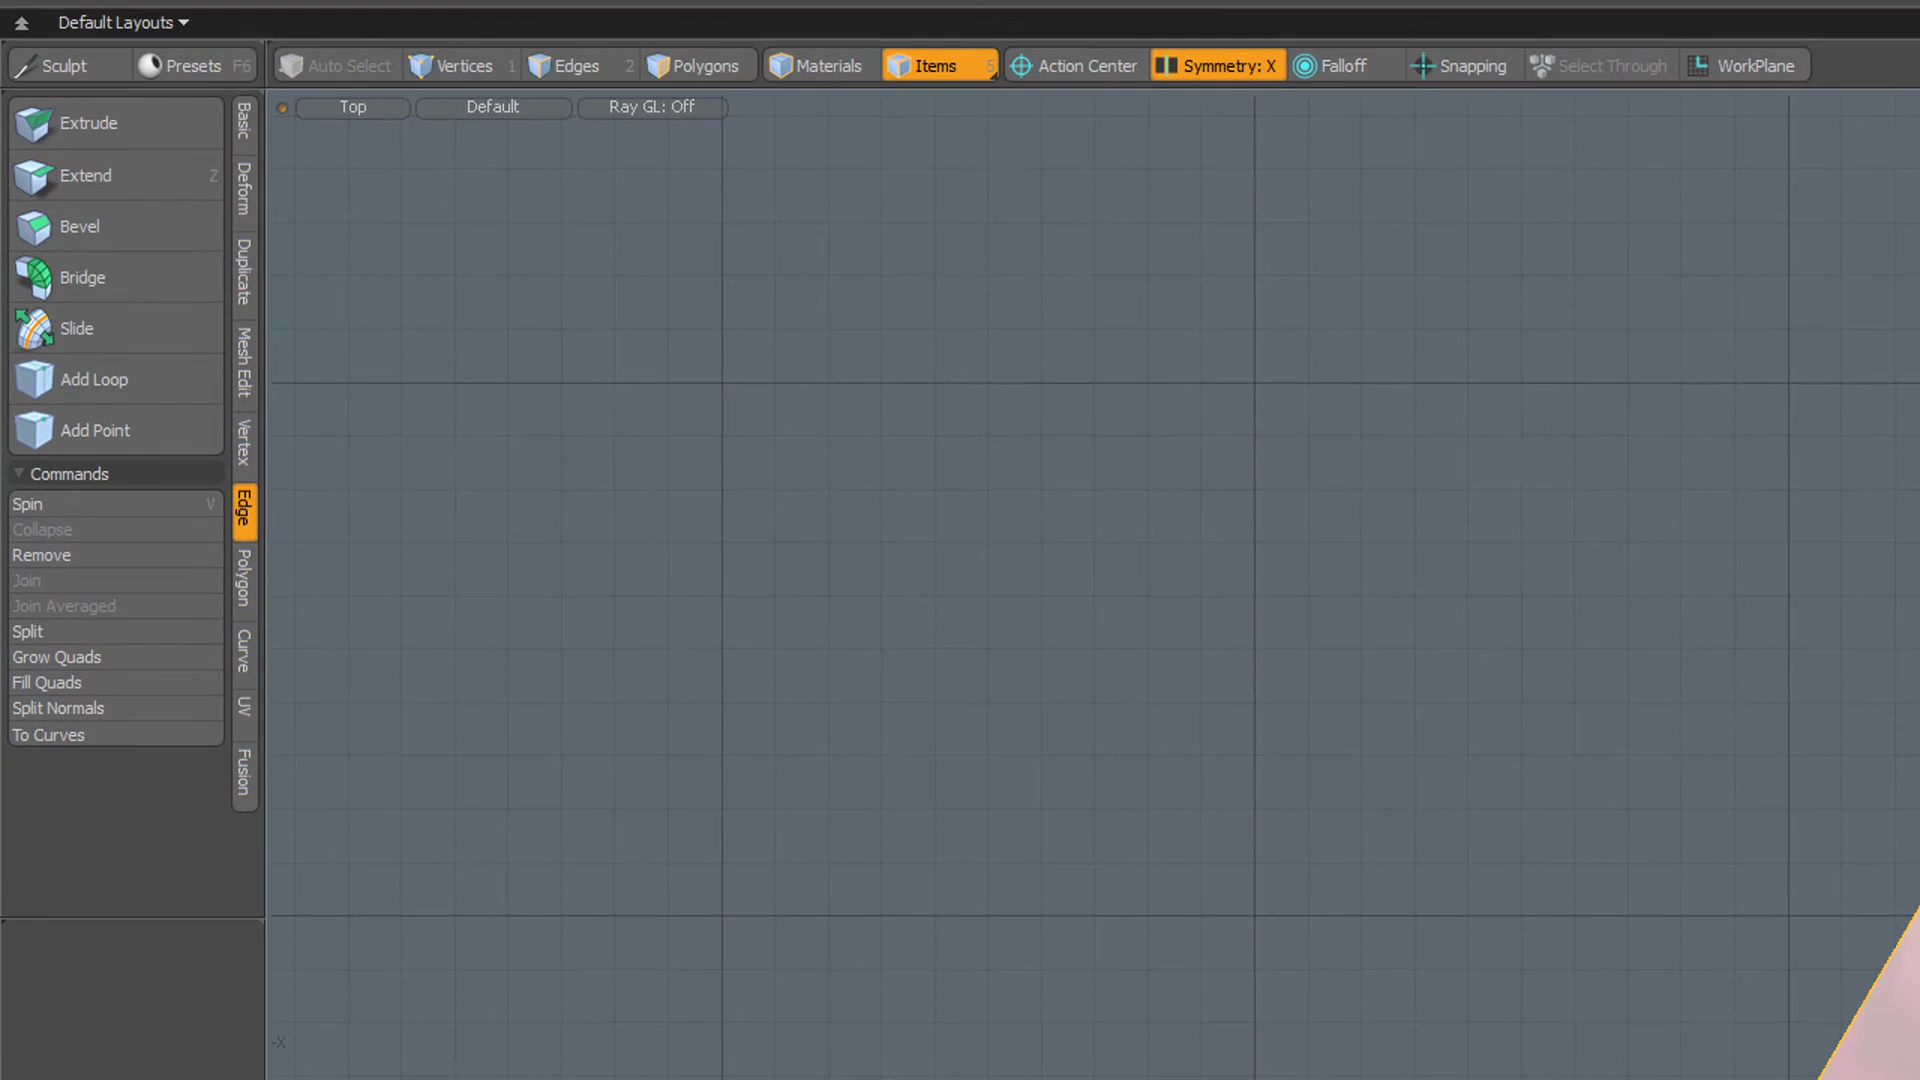 Default Layouts
Sculpt Presets F6 Auto Select Vertices 1 Edges 2 Polygons Materials Items 5 Action Center Symmetry: X Falloff Snapping Select Through WorkPlane
Top Default Ray GL: Off
Extrude
Extend Z
Bevel
Bridge
Slide
Add Loop
Add Point
Commands
Spin V
Collapse
Remove
Join
Join Averaged
Split
Grow Quads
Fill Quads
Split Normals
To Curves
Basic
Deform
Duplicate
Mesh Edit
Vertex
Edge
Polygon
Curve
UV
Fusion
-X